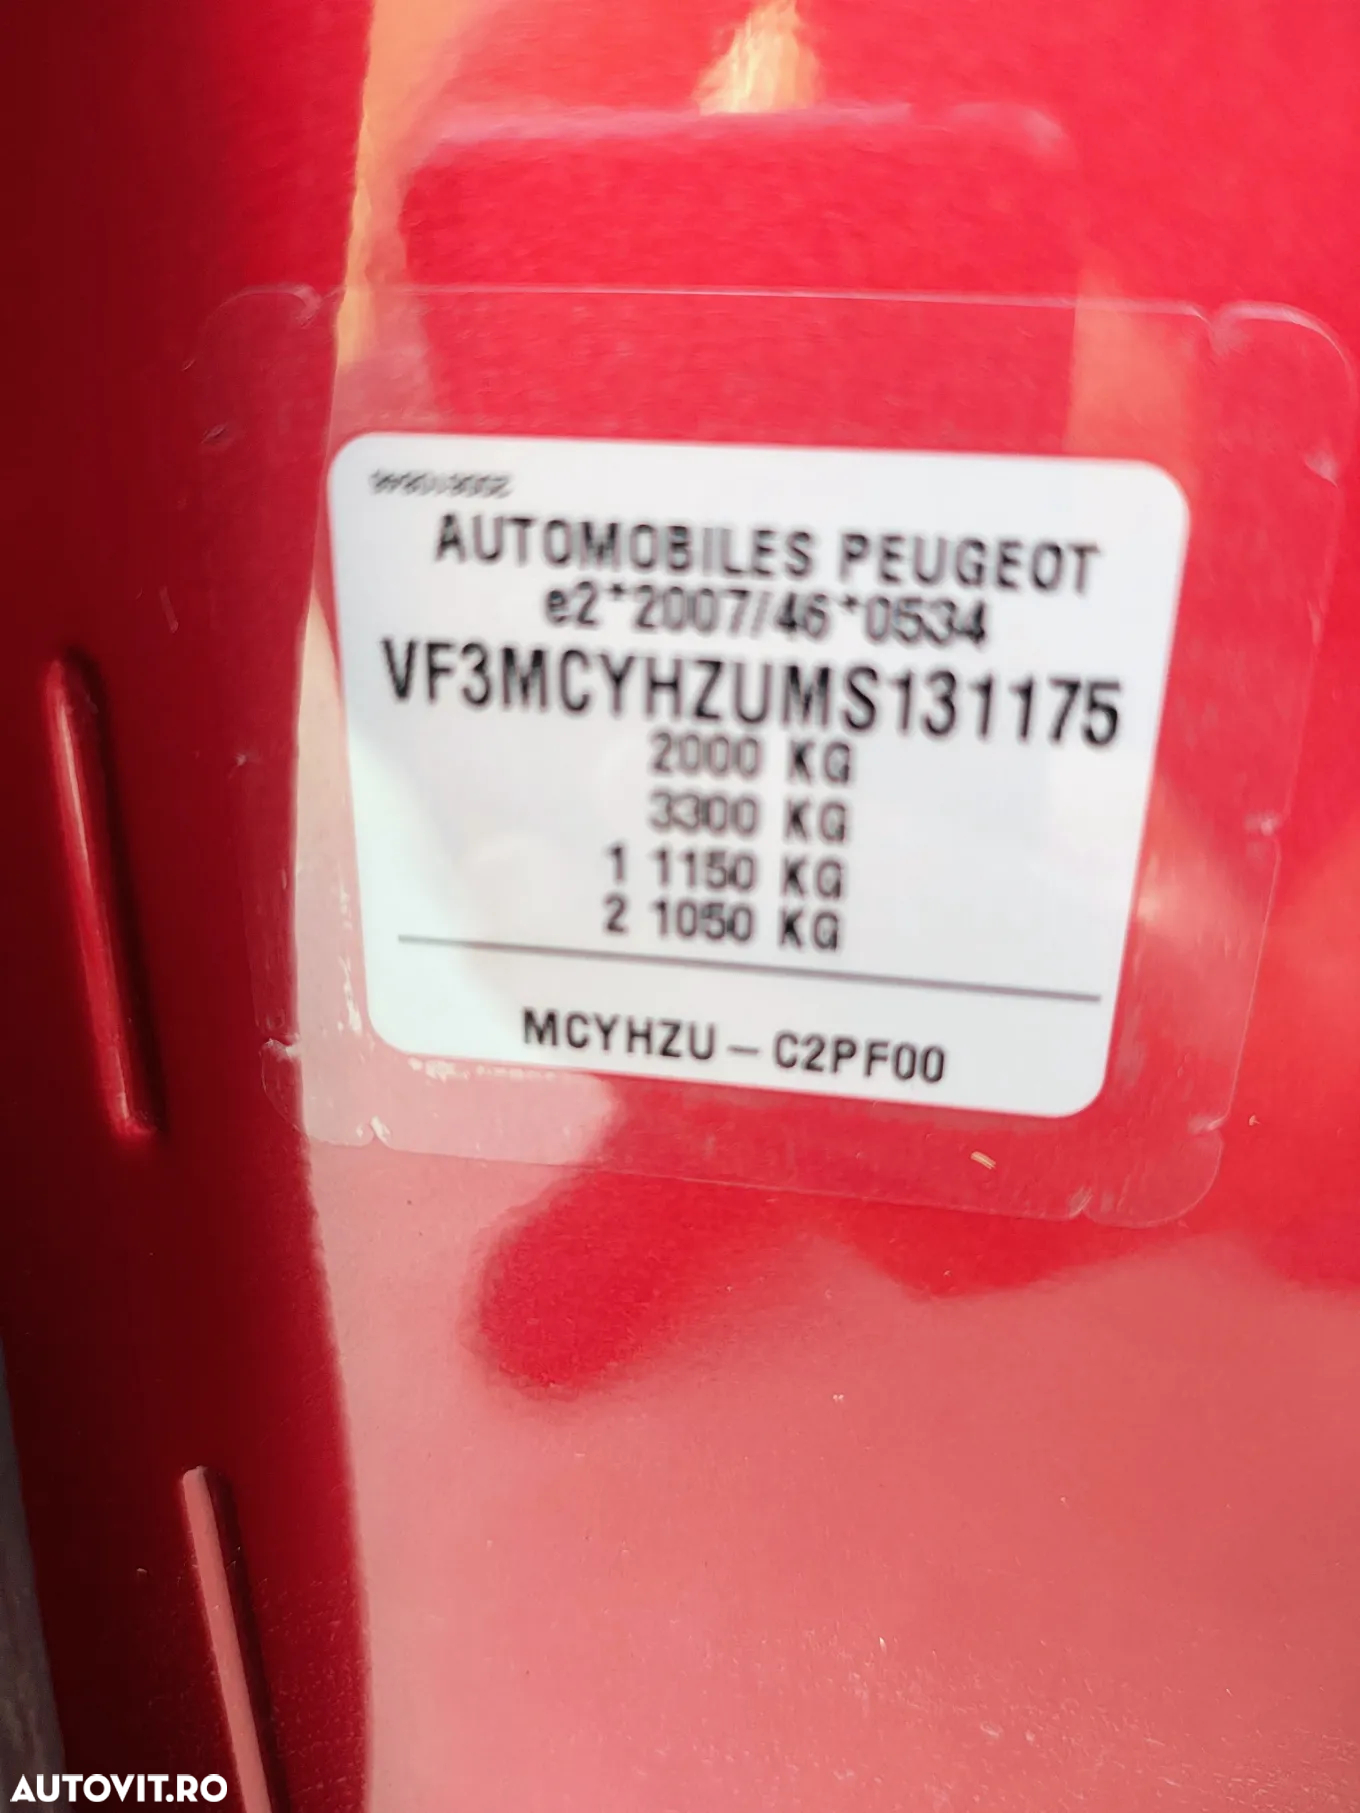 AUTOMOBILES PEUGEOT
e2*2007/46*0534
VF3MCYHZUMS131175
2000 KG
3300 KG
1 1150 KG
2 1050 KG
MCYHZU – C2PF00
AUTOVIT.RO